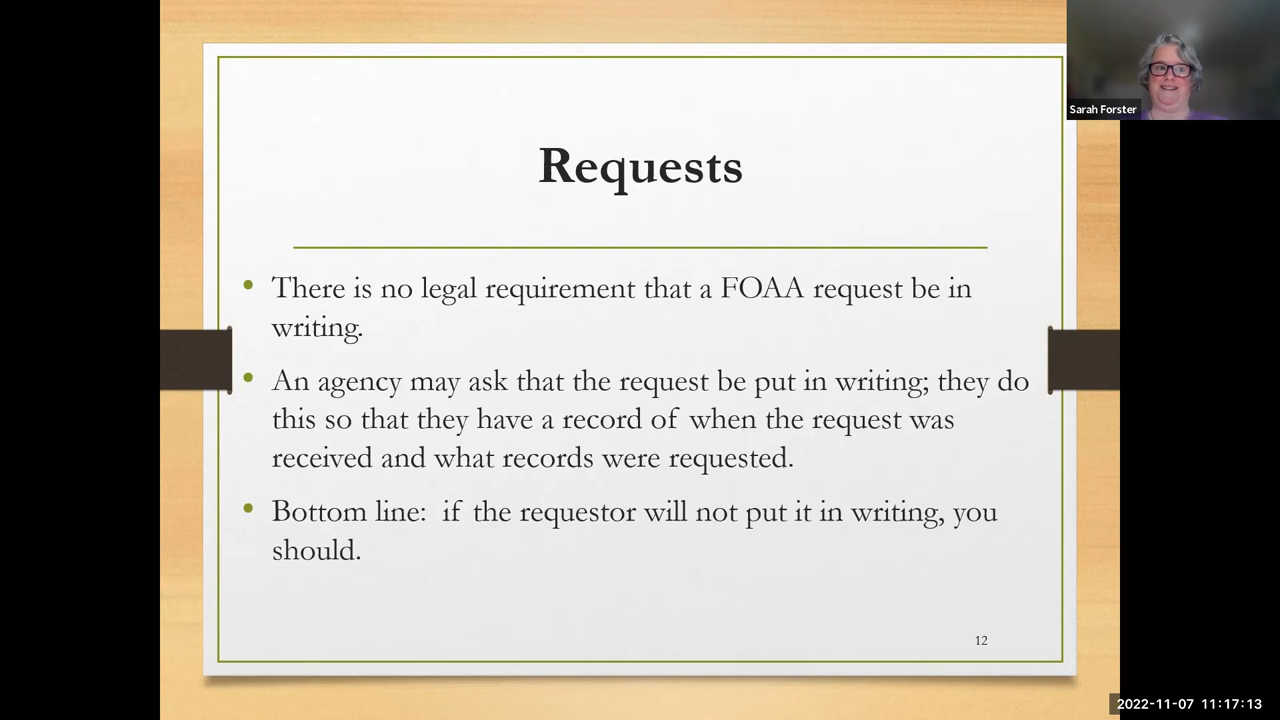 Sarah Forster
Requests
• There is no legal requirement that a FOAA request be in
writing.
• An agency may ask that the request be put in writing; they do
this so that they have a record of when the request was
received and what records were requested.
• Bottom line: if the requestor will not put it in writing, you
should.
12
2022-11-07 11:17:13